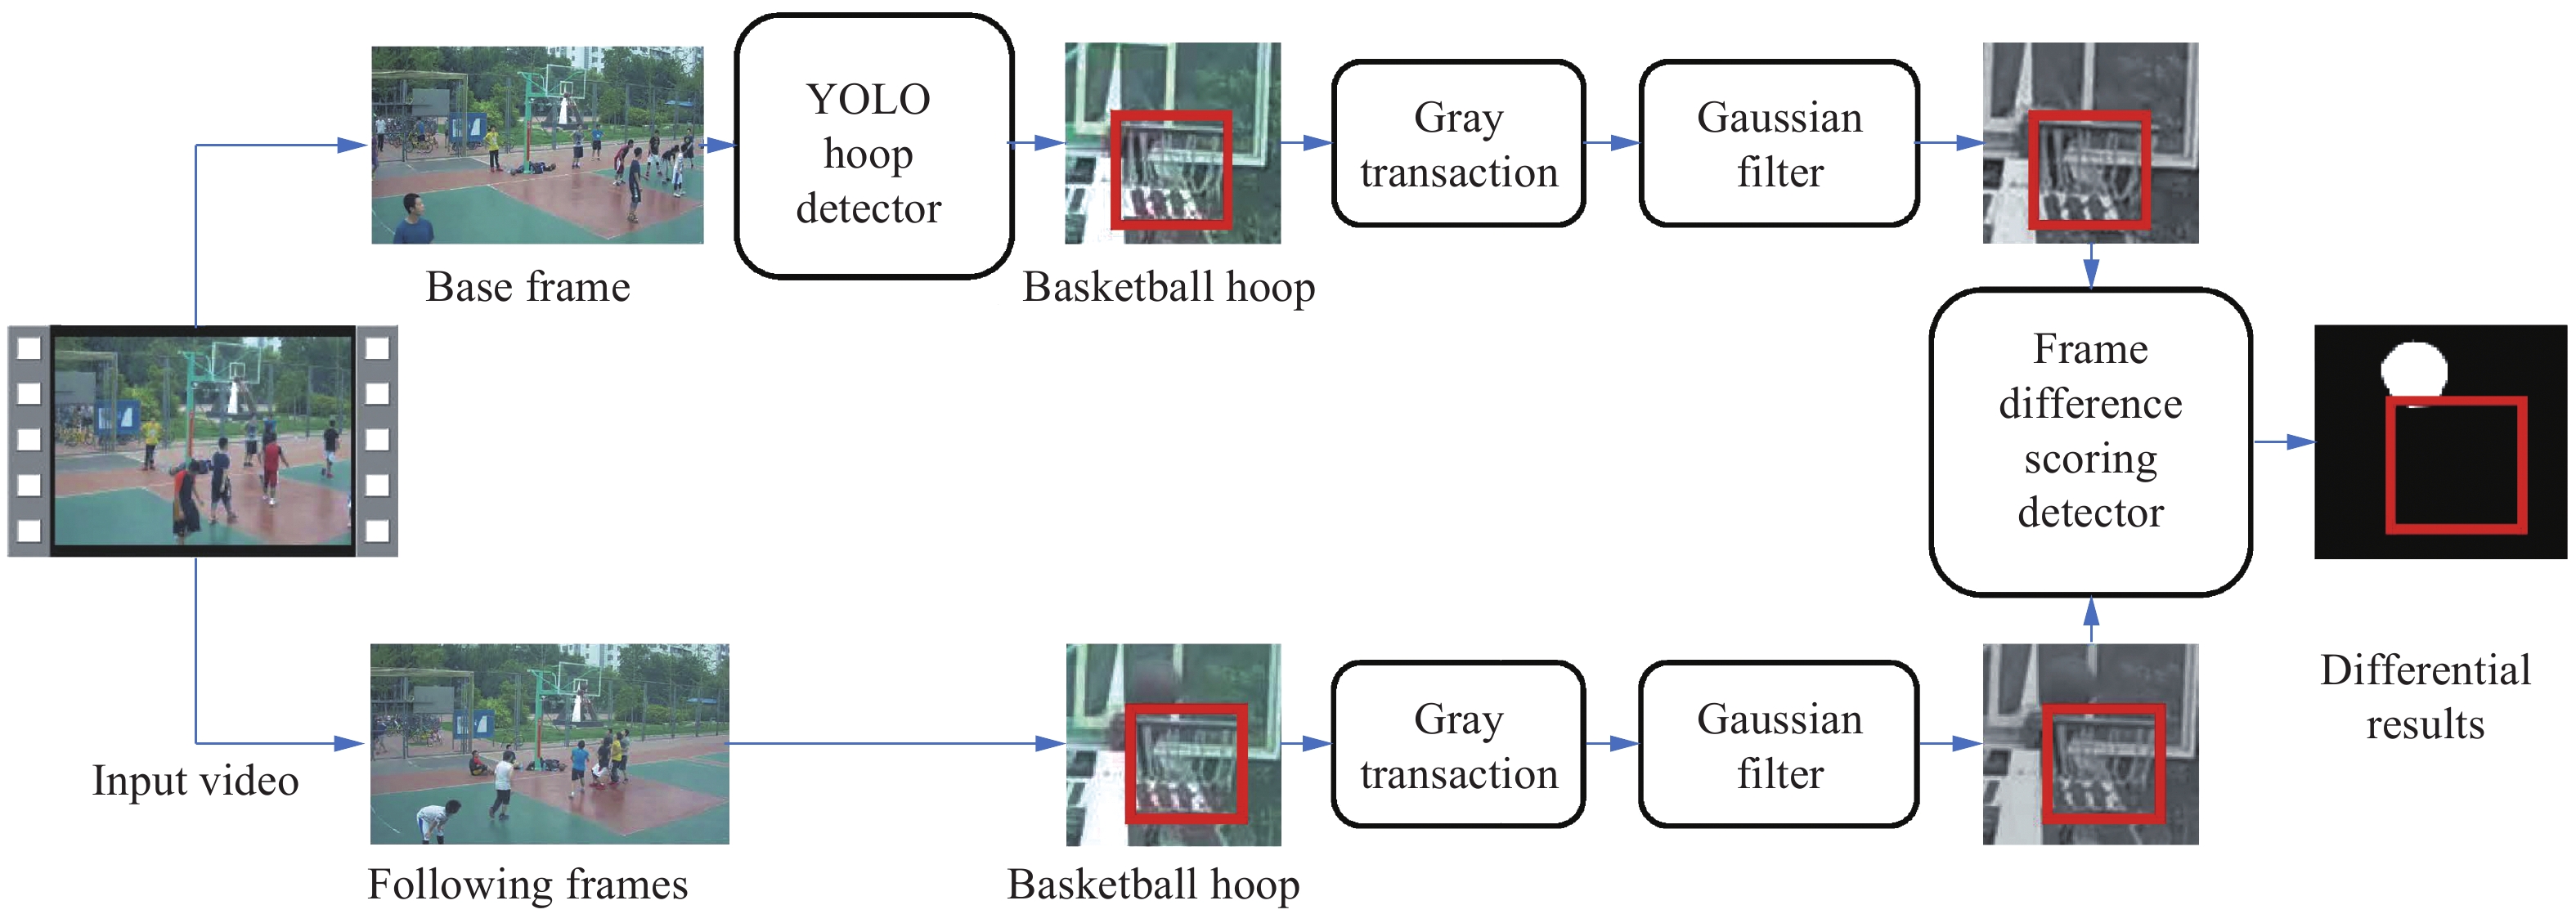 YOLO
hoop
detector
Gray
transaction
Gaussian
filter
Base frame
Basketball hoop
Frame
difference
scoring
detector
Input video
Gray
transaction
Gaussian
filter
Differential
results
Following frames
Basketball hoop